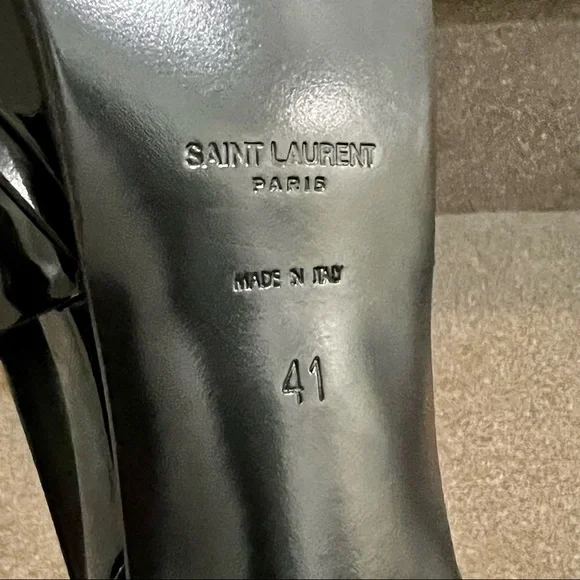 SAINT LAURENT
PARIS
MADE IN ITALY
41